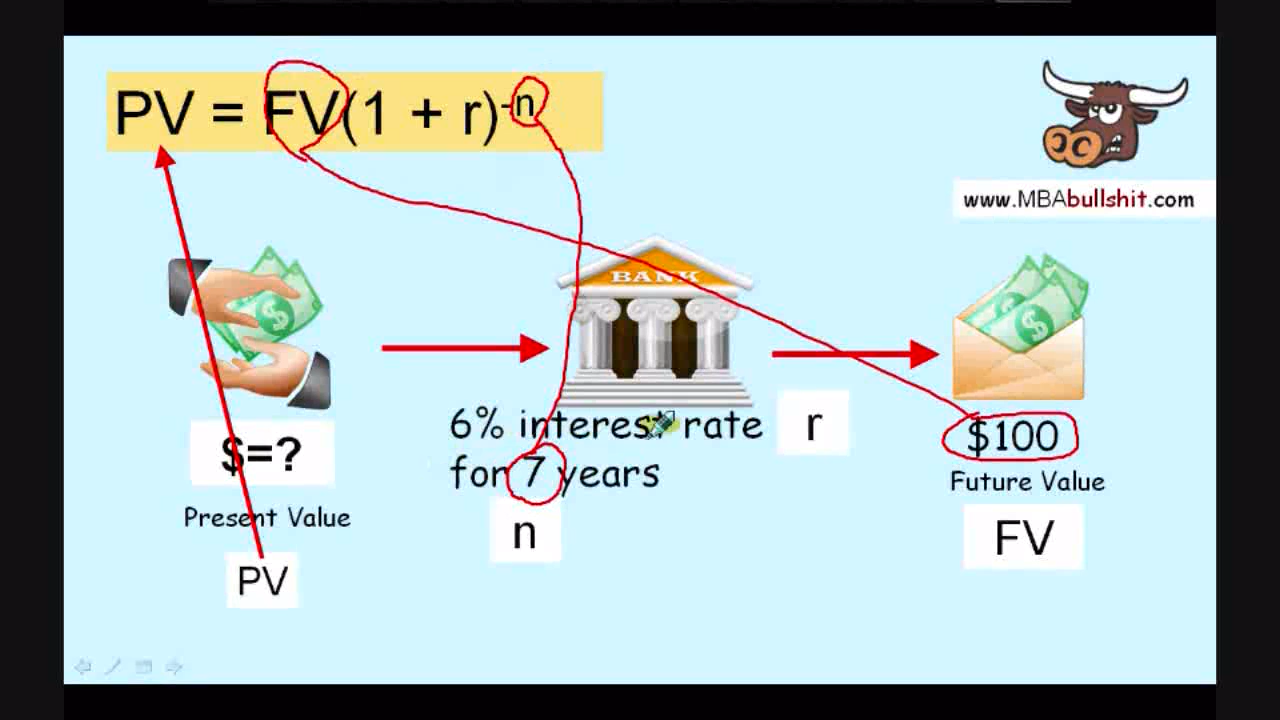 PV = FV(1 + r)⁻ⁿ
www.MBAbullshit.com
BANK
$
$
6% interest rate
for 7 years
r
$=?
$100
Present Value
Future Value
n
FV
PV